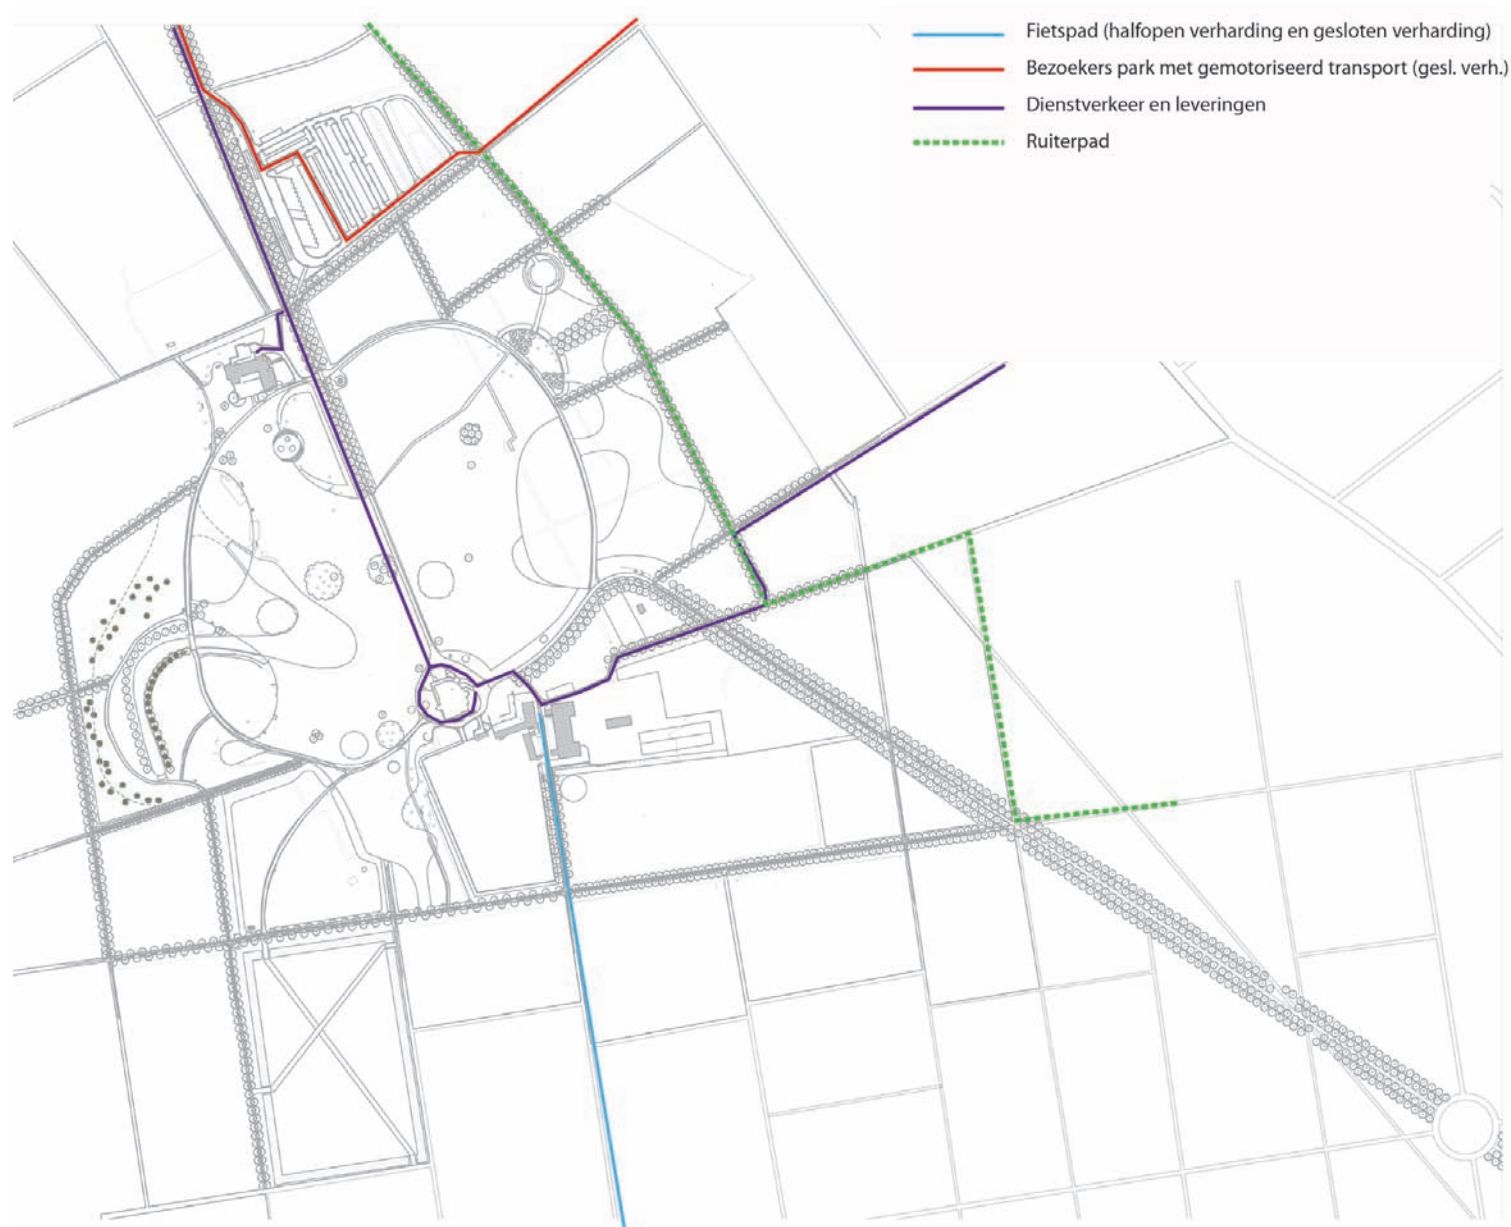 Fietspad (halfopen verharding en gesloten verharding)
Bezoekers park met gemotoriseerd transport (gesl. verh.)
Dienstverkeer en leveringen
Ruiterpad